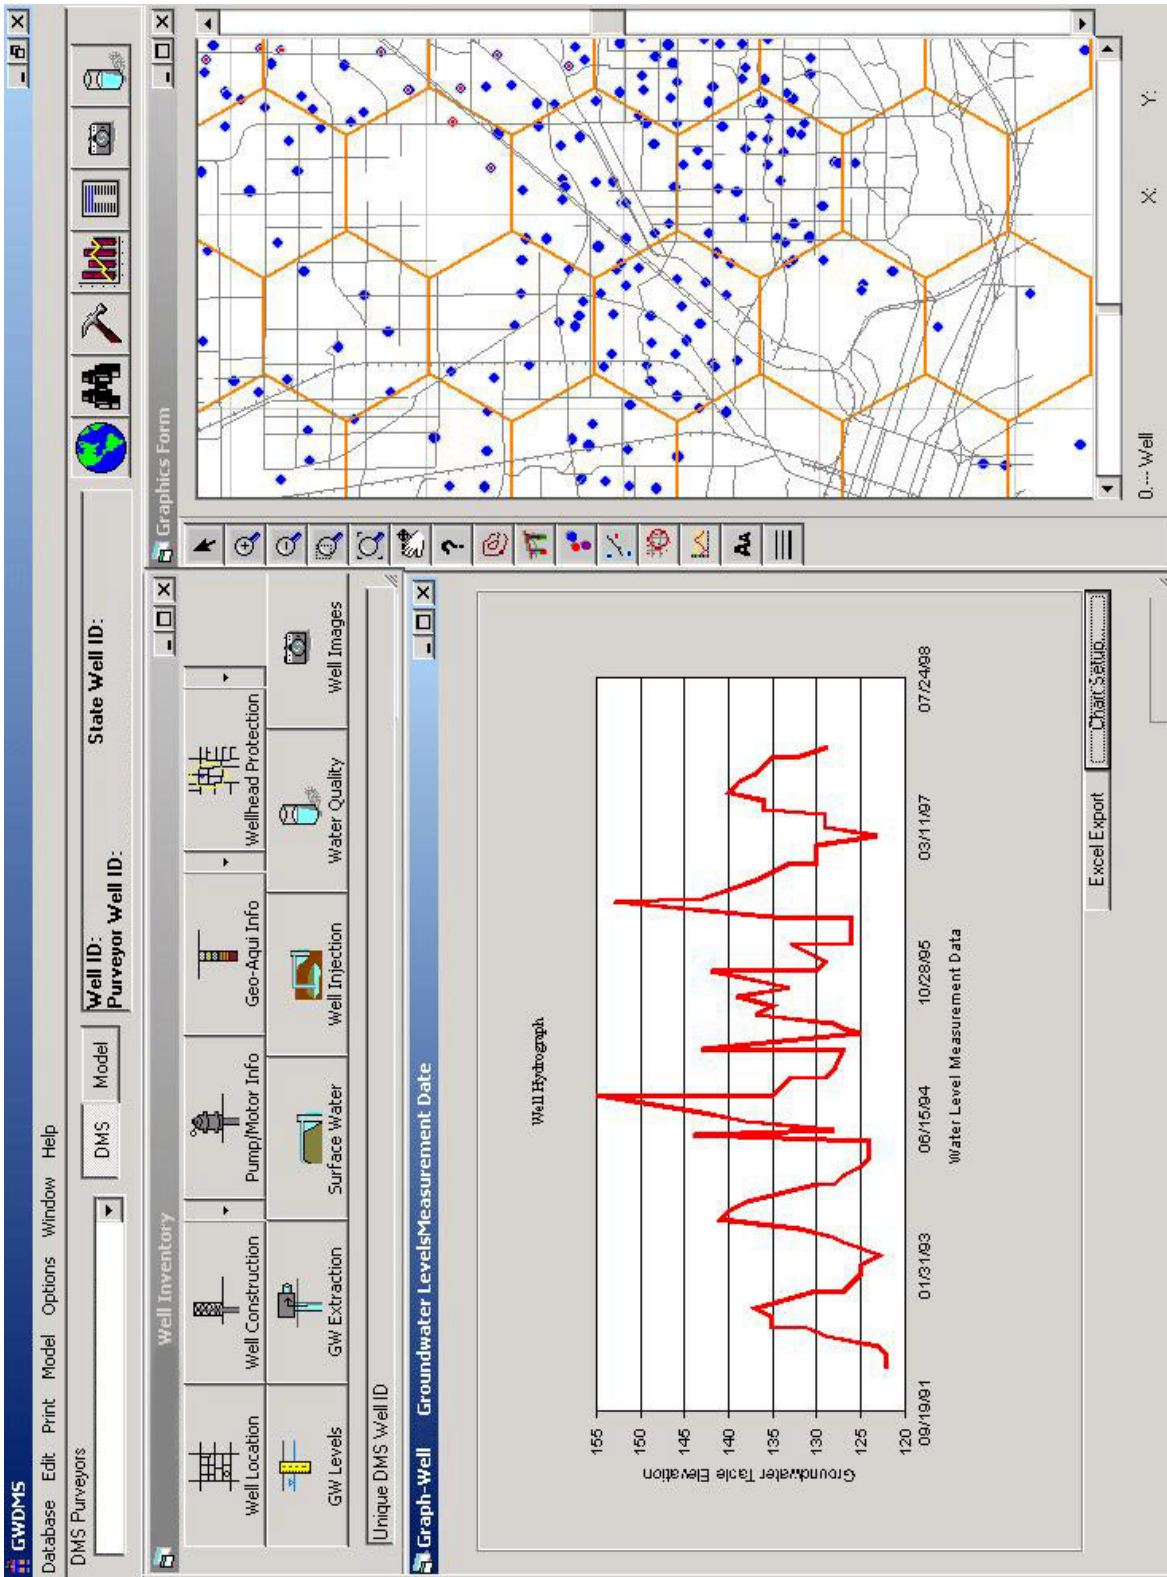 GWDMS
Database Edit Print Model Options Window Help
DMS Purveyors
DMS Model
Well ID: State Well ID:
Purveyor Well ID:
Well Inventory
Well Location Well Construction Pump/Motor Info Geo-Aqui Info Wellhead Protection
GW Levels GW Extraction Surface Water Well Injection Water Quality Well Images
Unique DMS Well ID
Graph-Well Groundwater LevelsMeasurement Date
Well Hydrograph
Groundwater Table Elevation
155
150
145
140
135
130
125
120
09/19/91 01/31/93 06/15/94 10/28/95 03/11/97 07/24/98
Water Level Measurement Data
Excel Export Chart Setup...
Graphics Form
?
AA
0.--- Well X: Y: